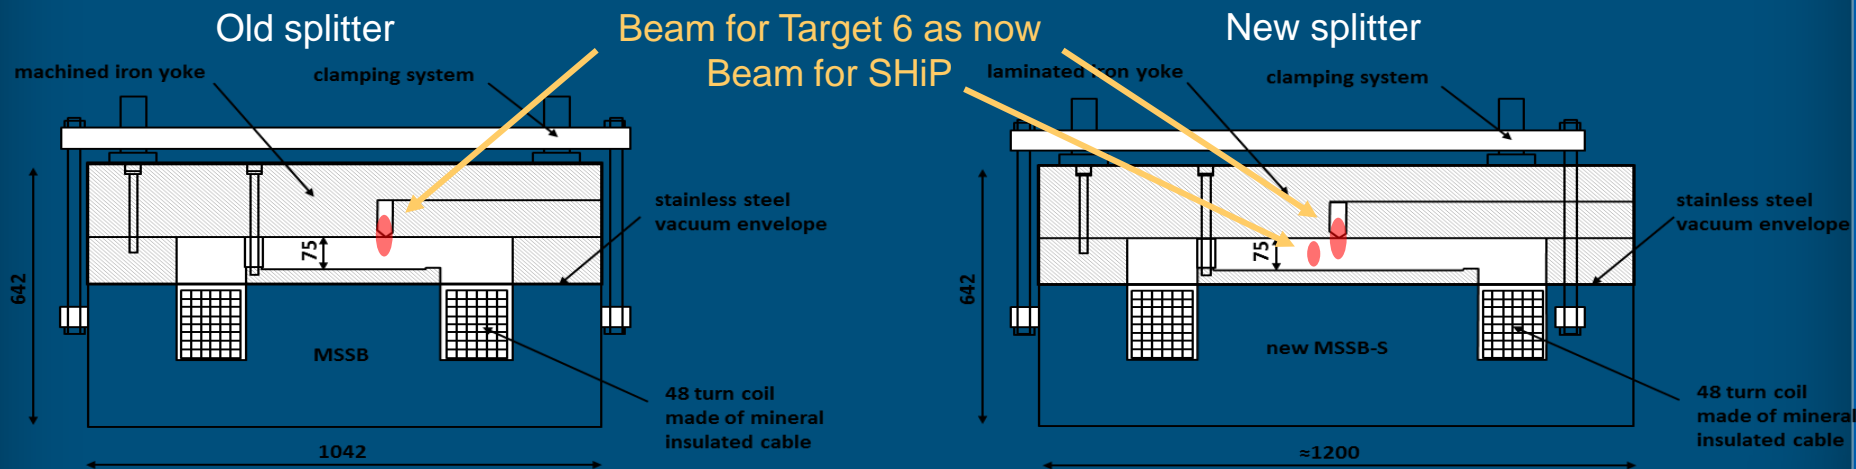 Old splitter
Beam for Target 6 as now
Beam for SHiP
New splitter
machined iron yoke
clamping system
75
642
stainless steel
vacuum envelope
MSSB
48 turn coil
made of mineral
insulated cable
1042
laminated iron yoke
clamping system
75
642
stainless steel
vacuum envelope
new MSSB-S
48 turn coil
made of mineral
insulated cable
≈1200